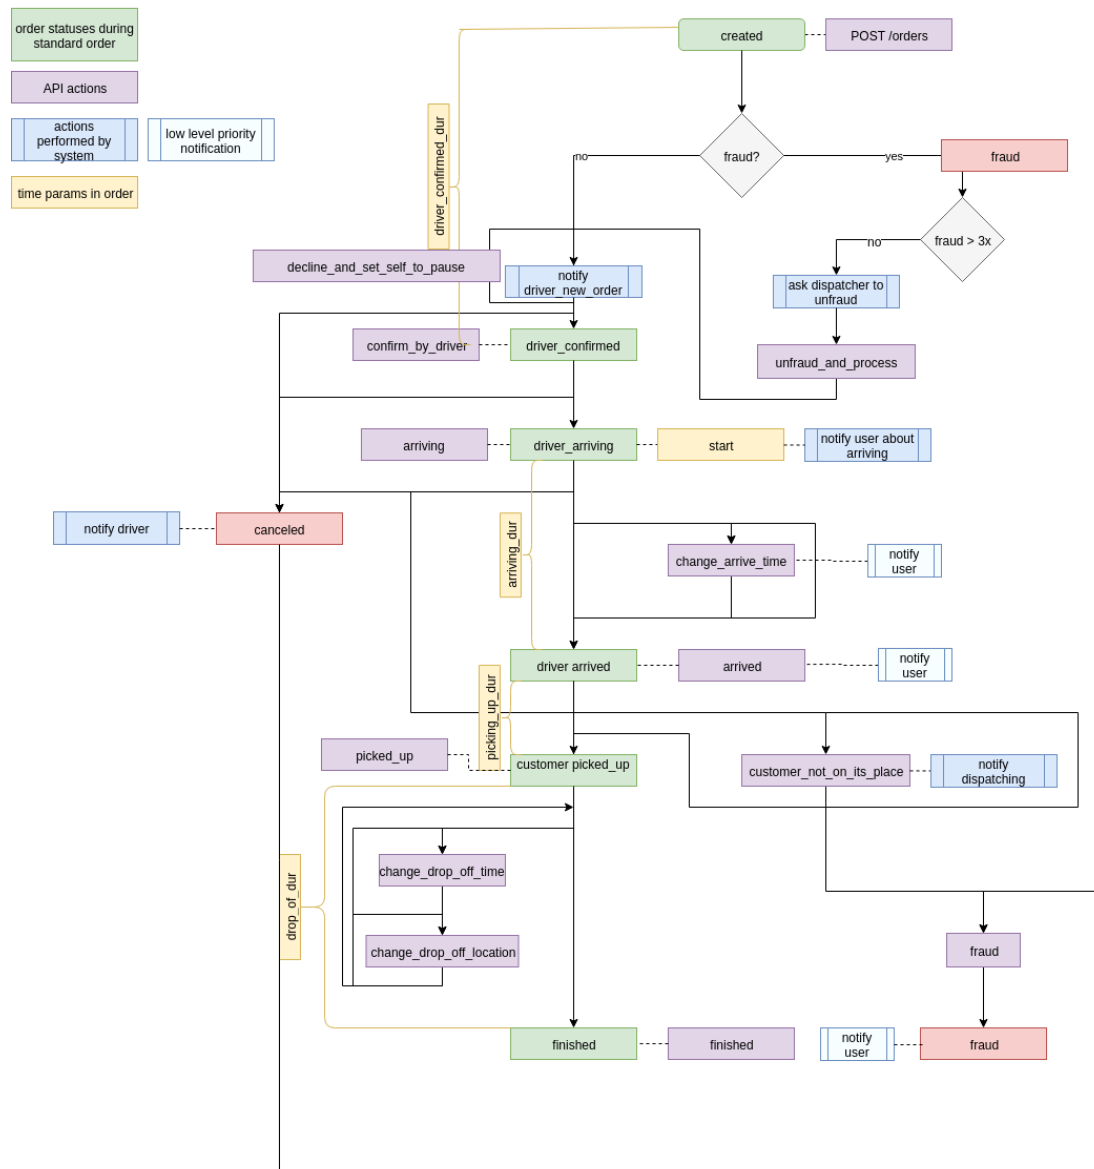 order statuses during
standard order
API actions
actions
performed by
system
low level priority
notification
time params in order
created
POST /orders
driver_confirmed_dur
no
fraud?
yes
fraud
fraud > 3x
no
decline_and_set_self_to_pause
notify
driver_new_order
ask dispatcher to
unfraud
confirm_by_driver
driver_confirmed
unfraud_and_process
arriving
driver_arriving
start
notify user about
arriving
notify driver
canceled
arriving_dur
change_arrive_time
notify
user
driver arrived
arrived
notify
user
picking_up_dur
picked_up
customer picked_up
customer_not_on_its_place
notify
dispatching
change_drop_off_time
drop_of_dur
change_drop_off_location
fraud
finished
finished
notify
user
fraud